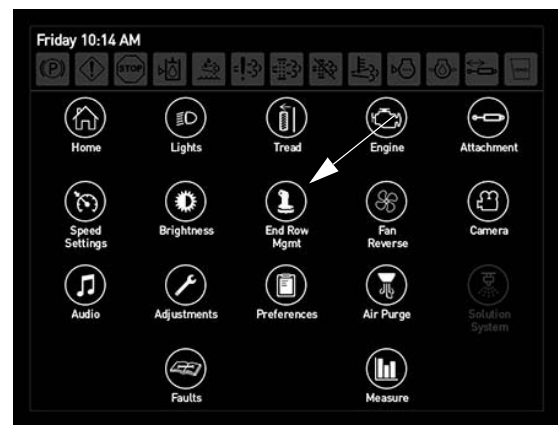 Friday 10:14 AM
(P)
STOP
Home
Lights
Tread
Engine
Attachment
Speed
Settings
Brightness
End Row
Mgmt
Fan
Reverse
Camera
Audio
Adjustments
Preferences
Air Purge
Solution
System
Faults
Measure